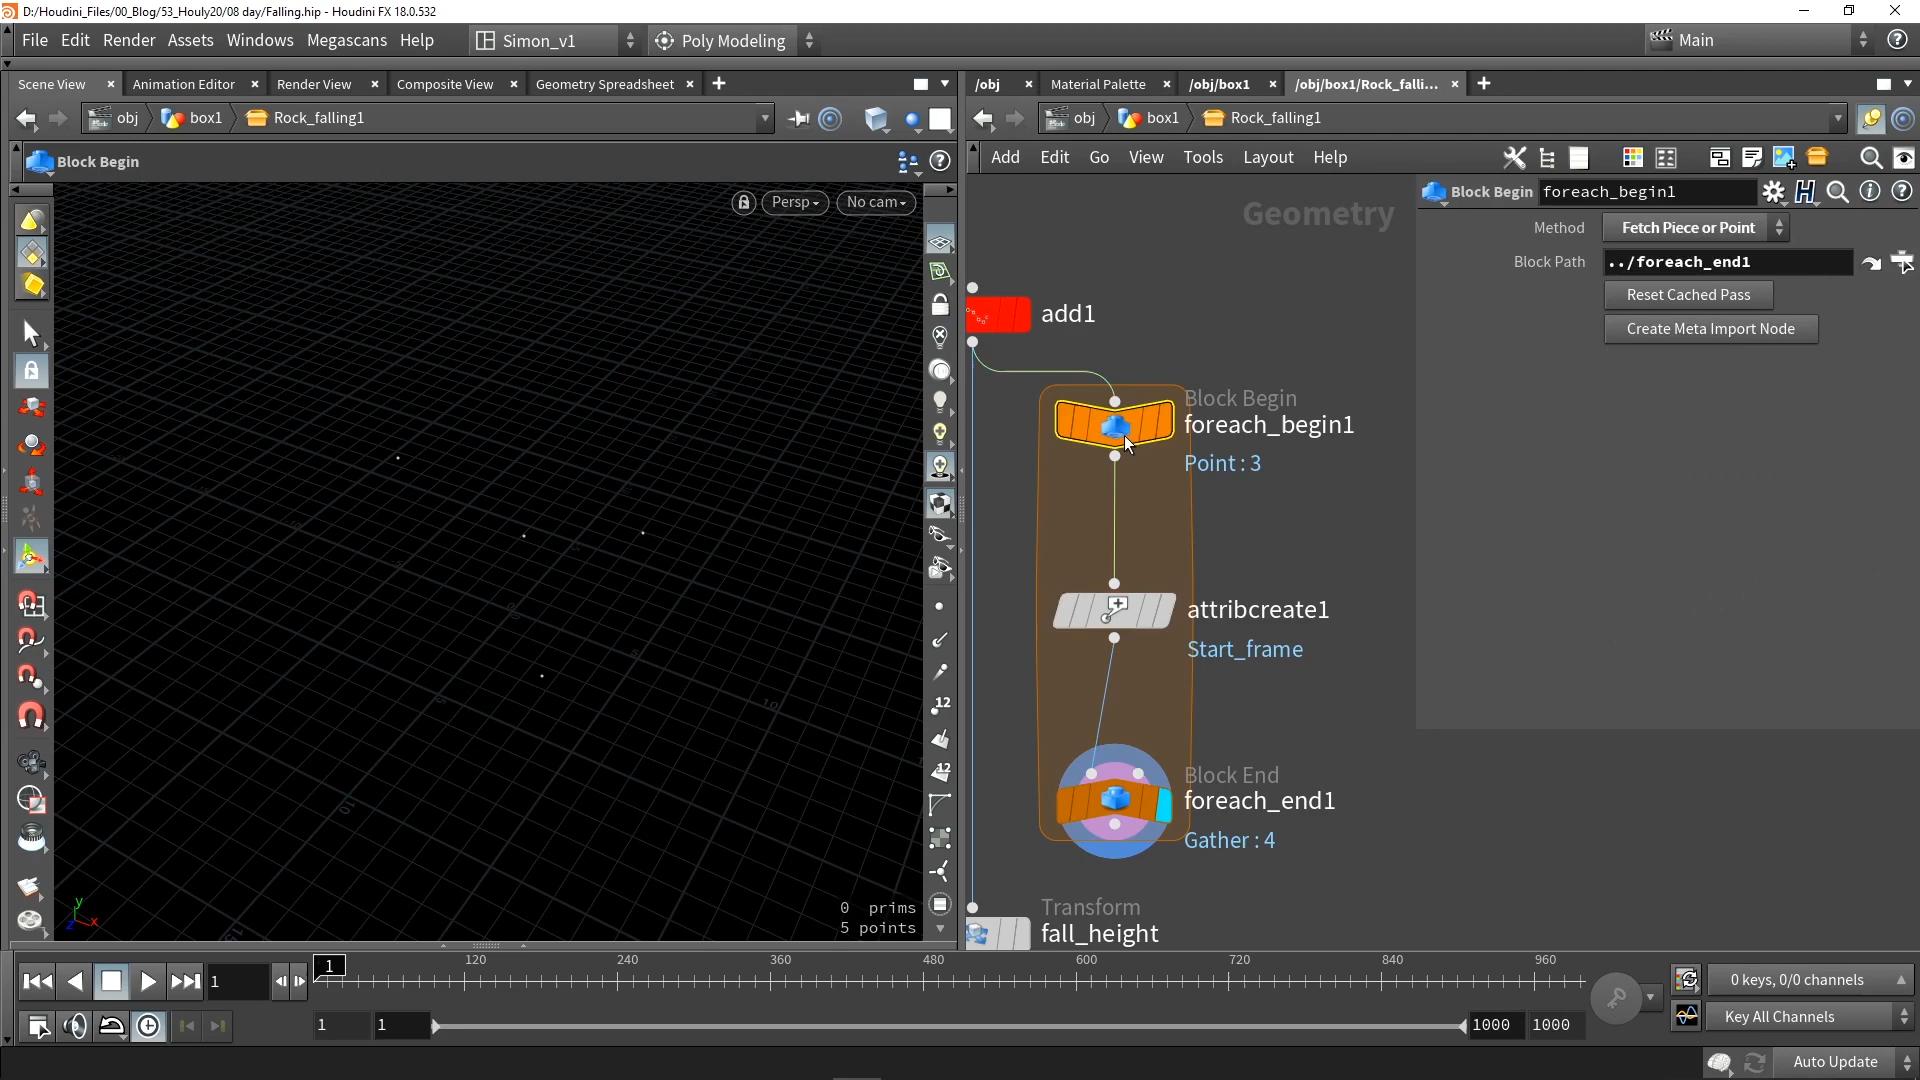 D:/Houdini_Files/00_Blog/53_Houly20/08 day/Falling.hip - Houdini FX 18.0.532
File Edit Render Assets Windows Megascans Help Simon_v1 Poly Modeling Main
Scene View Animation Editor Render View Composite View Geometry Spreadsheet
/obj Material Palette /obj/box1 /obj/box1/Rock_falli...
obj box1 Rock_falling1
obj box1 Rock_falling1
Block Begin
Add Edit Go View Tools Layout Help
Persp No cam
Geometry
Block Begin foreach_begin1
Method Fetch Piece or Point
Block Path ../foreach_end1
Reset Cached Pass
Create Meta Import Node
add1
Block Begin
foreach_begin1
Point : 3
attribcreate1
Start_frame
Block End
foreach_end1
Gather : 4
Transform
fall_height
12
12
10
10
5
y
x
z
0 prims
5 points
1 120 240 360 480 600 720 840 960
1
0 keys, 0/0 channels
1 1 1000 1000
Key All Channels
Auto Update